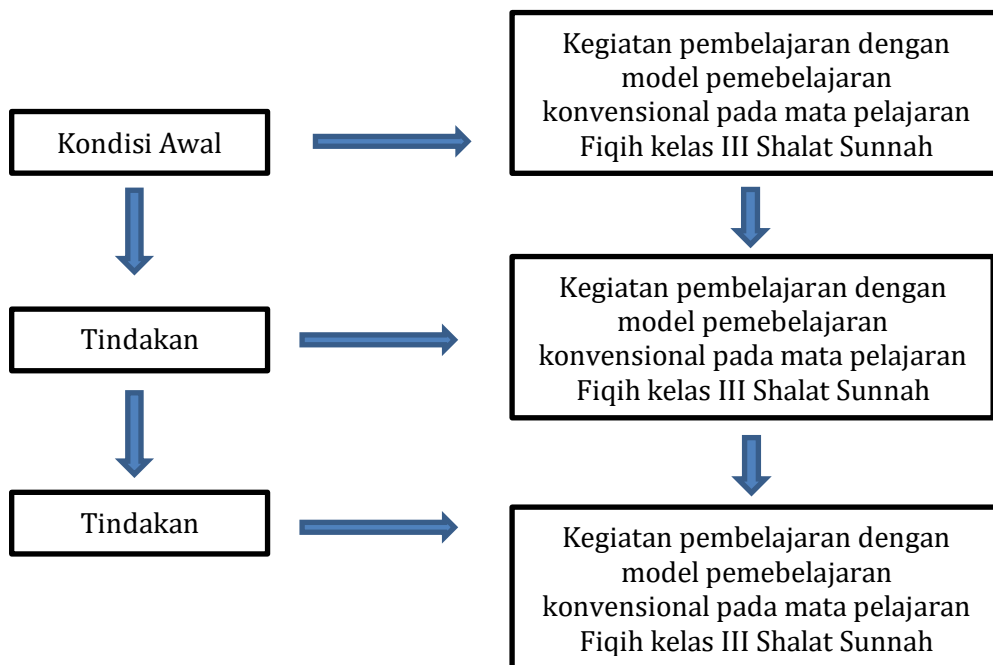 Kondisi Awal
Kegiatan pembelajaran dengan
model pemebelajaran
konvensional pada mata pelajaran
Fiqih kelas III Shalat Sunnah
Tindakan
Kegiatan pembelajaran dengan
model pemebelajaran
konvensional pada mata pelajaran
Fiqih kelas III Shalat Sunnah
Tindakan
Kegiatan pembelajaran dengan
model pemebelajaran
konvensional pada mata pelajaran
Fiqih kelas III Shalat Sunnah